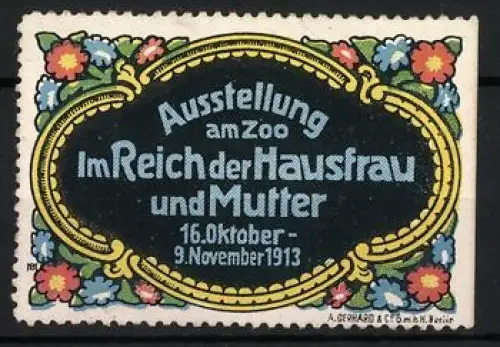 Ausstellung
am Zoo
Im Reich der Hausfrau
und Mutter
16. Oktober -
9. November 1913
A. GERHARD & Co. G.m.b.H. Berlin